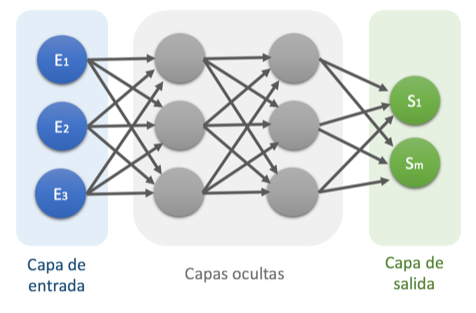 E1
E2
E3
S1
Sm
Capa de
entrada
Capas ocultas
Capa de
salida